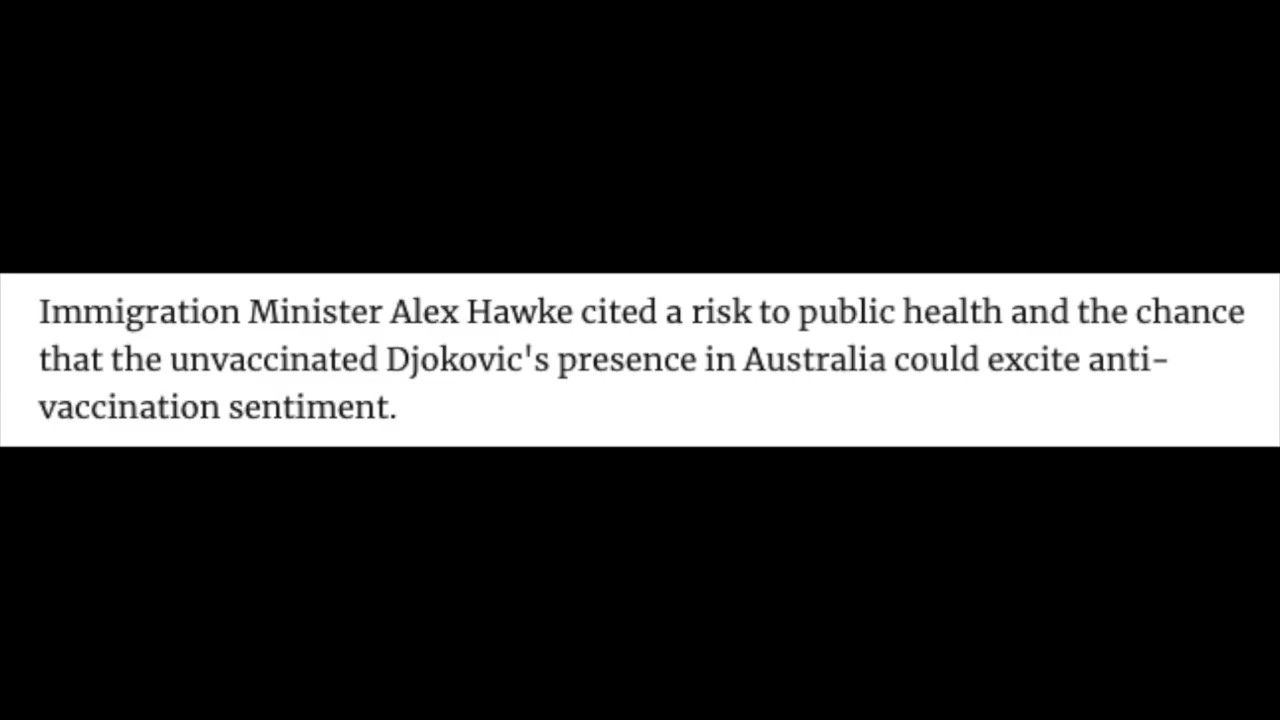 Immigration Minister Alex Hawke cited a risk to public health and the chance
that the unvaccinated Djokovic's presence in Australia could excite anti-
vaccination sentiment.